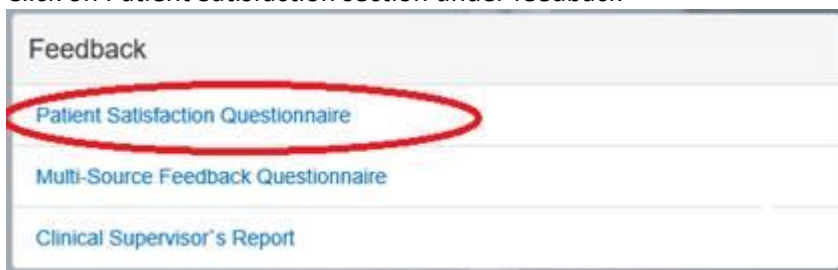 Click on Patient Satisfaction section under feedback
Feedback
Patient Satisfaction Questionnaire
Multi-Source Feedback Questionnaire
Clinical Supervisor's Report